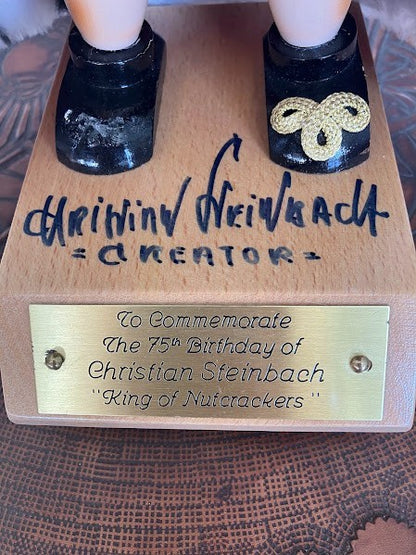 Christian Steinbach
= CREATOR =
To Commemorate
The 75th Birthday of
Christian Steinbach
"King of Nutcrackers"